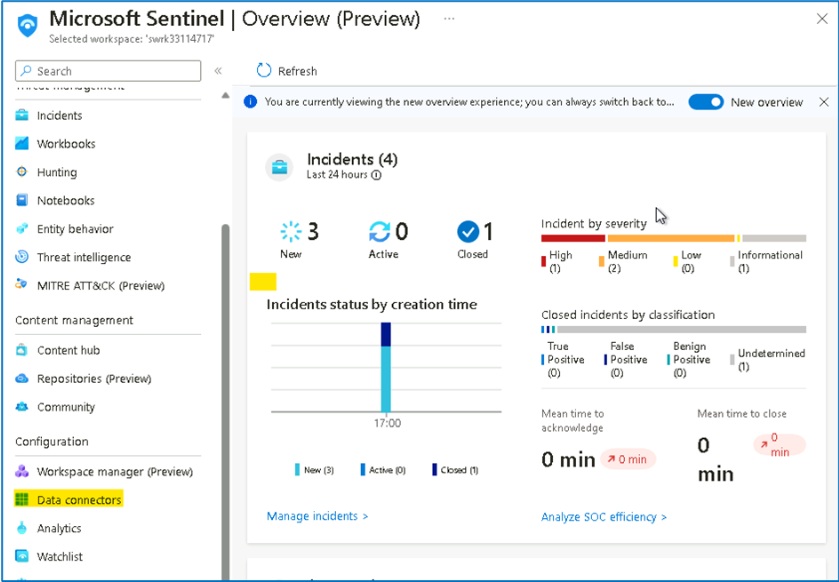 Microsoft Sentinel | Overview (Preview) ...
Selected workspace: 'swrk33114717'
Search
«
Refresh
Threat management
You are currently viewing the new overview experience; you can always switch back to...
New overview
Incidents
Workbooks
Hunting
Notebooks
Entity behavior
Threat intelligence
MITRE ATT&CK (Preview)
Content management
Content hub
Repositories (Preview)
Community
Configuration
Workspace manager (Preview)
Data connectors
Analytics
Watchlist
Incidents (4)
Last 24 hours
3
New
0
Active
1
Closed
Incidents status by creation time
17:00
New (3)
Active (0)
Closed (1)
Manage incidents >
Incident by severity
High
(1)
Medium
(2)
Low
(0)
Informational
(1)
Closed incidents by classification
True
Positive
(0)
False
Positive
(0)
Benign
Positive
(0)
Undetermined
(1)
Mean time to
acknowledge
0 min
0 min
Mean time to close
0
min
0
min
Analyze SOC efficiency >